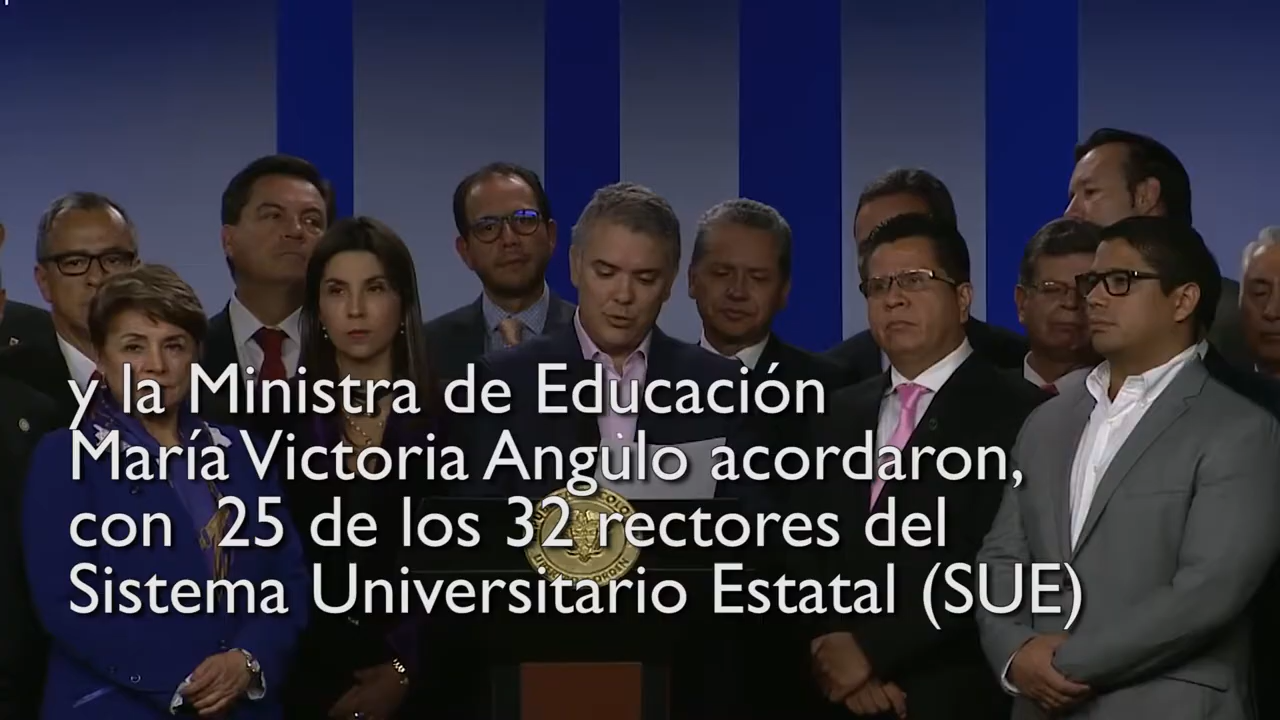 y la Ministra de Educación
María Victoria Angulo acordaron,
con 25 de los 32 rectores del
Sistema Universitario Estatal (SUE)